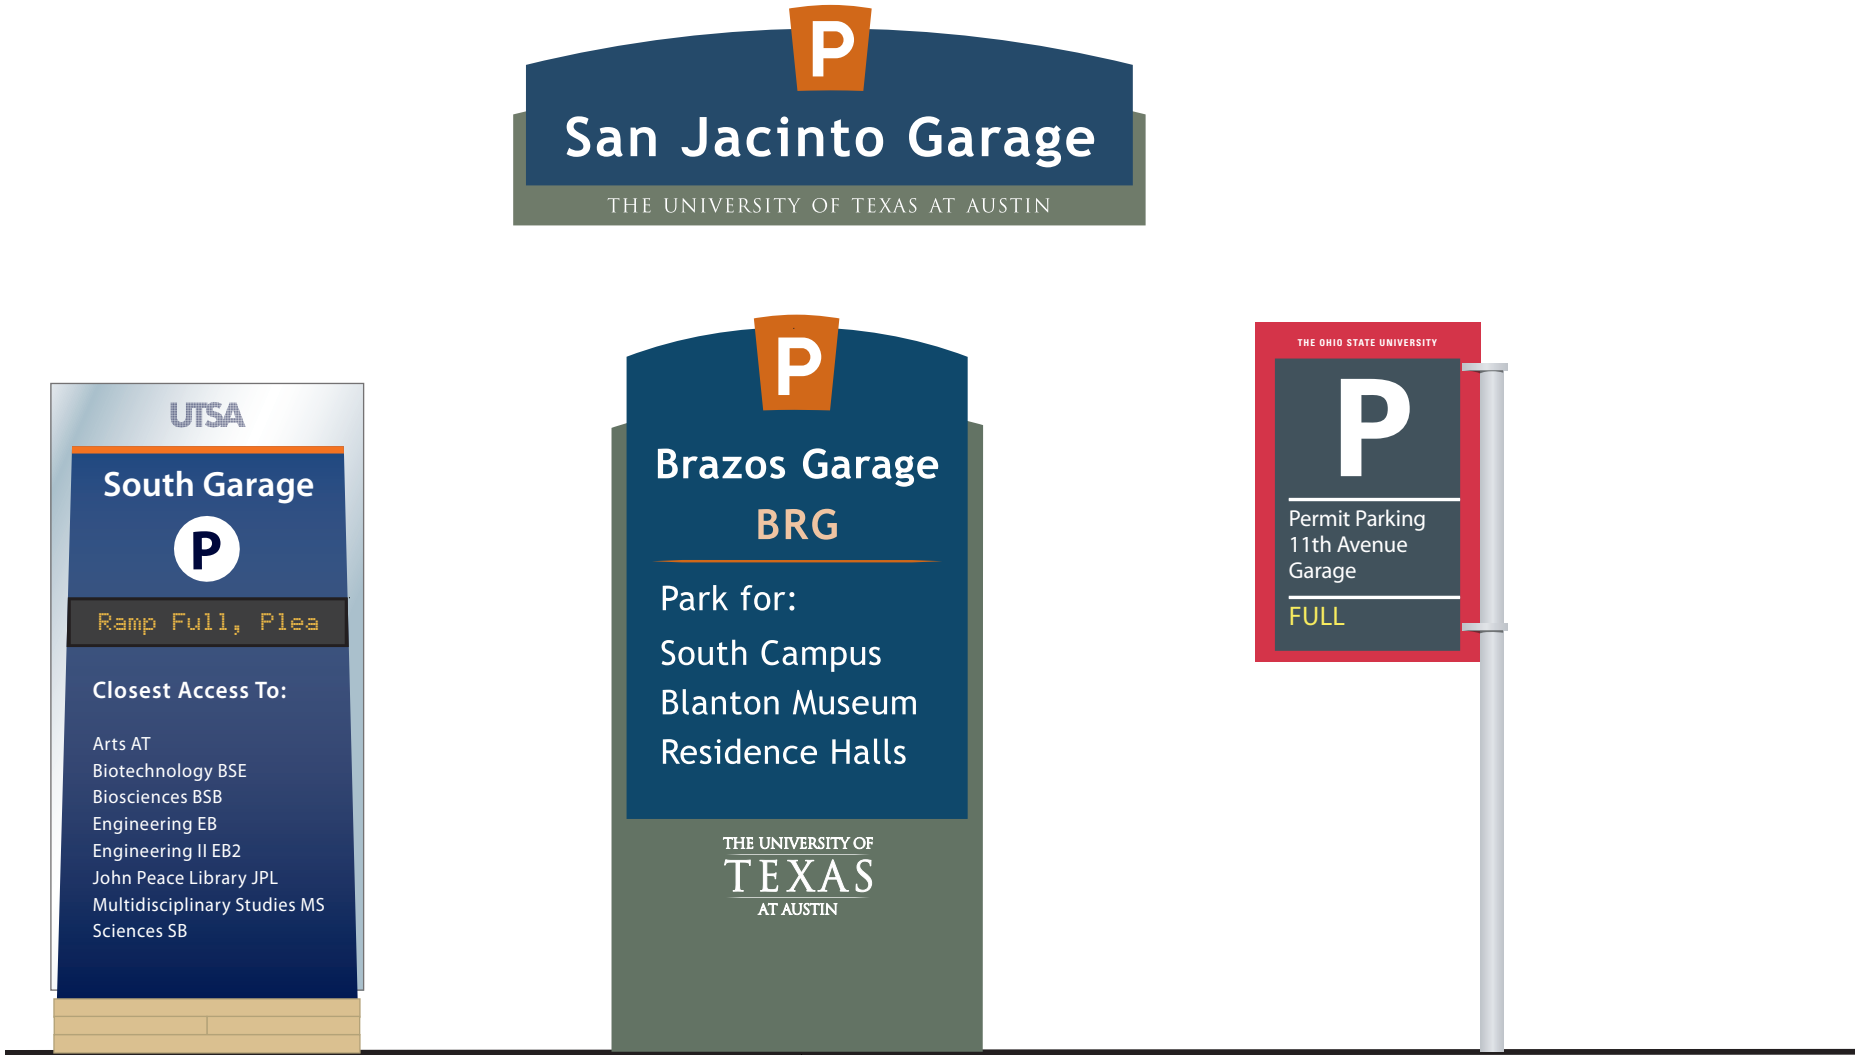 P
San Jacinto Garage
THE UNIVERSITY OF TEXAS AT AUSTIN
UTSA
South Garage
P
Ramp Full, Plea
Closest Access To:
Arts AT
Biotechnology BSE
Biosciences BSB
Engineering EB
Engineering II EB2
John Peace Library JPL
Multidisciplinary Studies MS
Sciences SB
P
Brazos Garage
BRG
Park for:
South Campus
Blanton Museum
Residence Halls
THE UNIVERSITY OF
TEXAS
AT AUSTIN
THE OHIO STATE UNIVERSITY
P
Permit Parking
11th Avenue
Garage
FULL